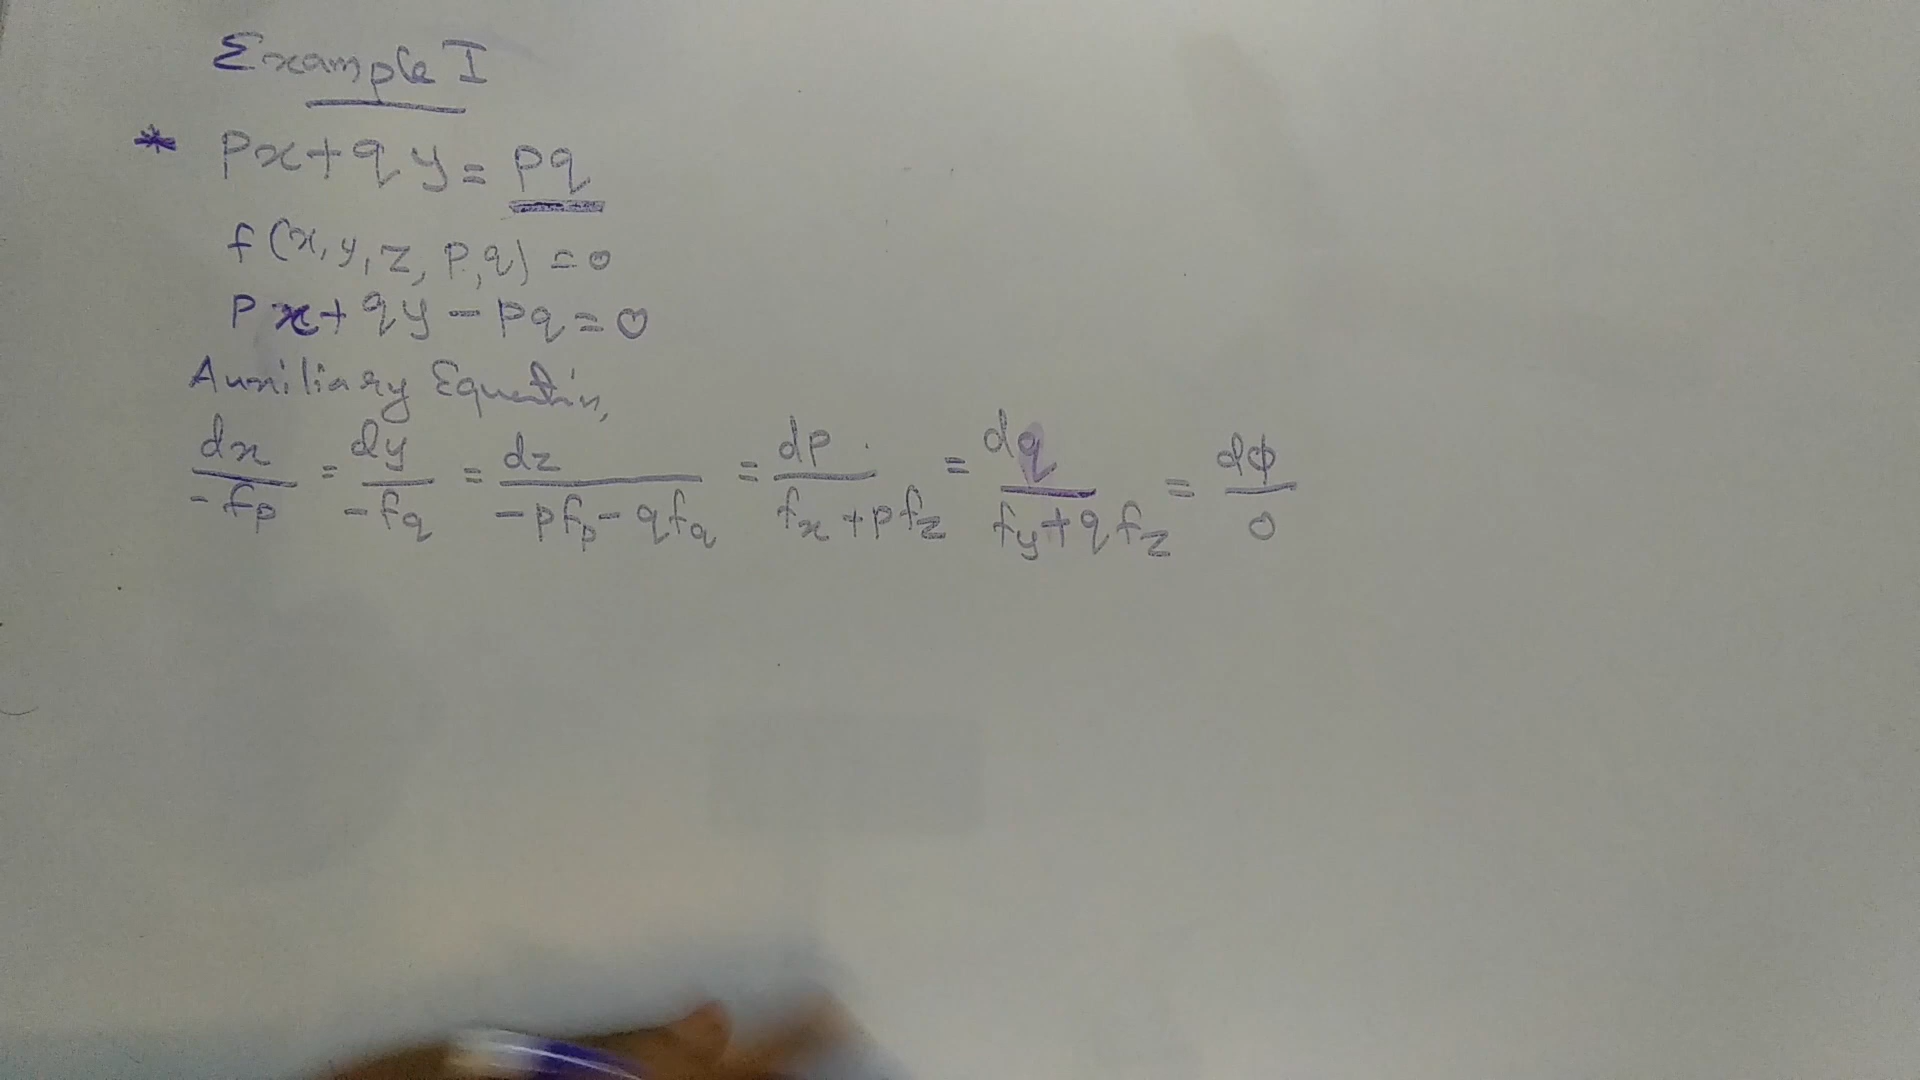 Example I
* px+qy=pq
f(x,y,z,p,q)=0
px+qy-pq=0
Auxiliary Equation,
dx/-fp = dy/-fq = dz/-pfp-qfq = dp/fx+pfz = dq/fy+qfz = dφ/0